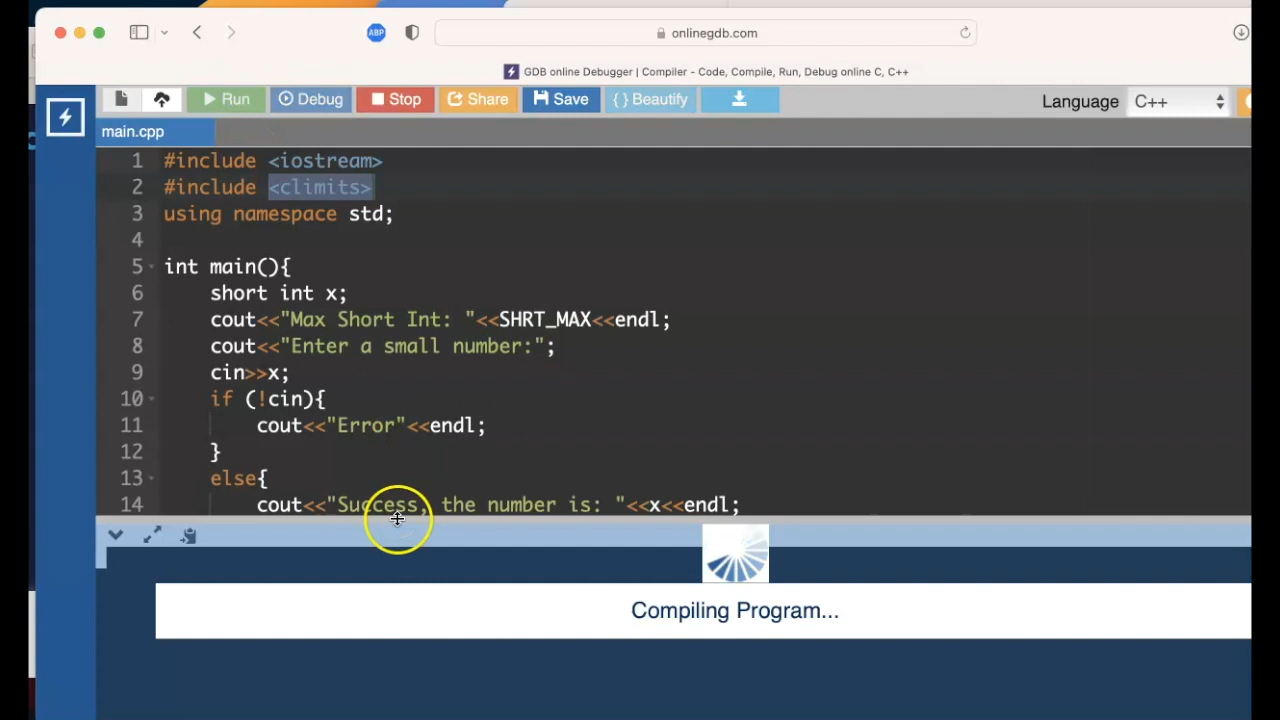 ABP
onlinegdb.com
GDB online Debugger | Compiler - Code, Compile, Run, Debug online C, C++
Run Debug Stop Share Save { } Beautify Language C++
main.cpp
1 #include <iostream>
2 #include <climits>
3 using namespace std;
4
5 int main(){
6 short int x;
7 cout<<"Max Short Int: "<<SHRT_MAX<<endl;
8 cout<<"Enter a small number:";
9 cin>>x;
10 if (!cin){
11 cout<<"Error"<<endl;
12 }
13 else{
14 cout<<"Success, the number is: "<<x<<endl;
Compiling Program...